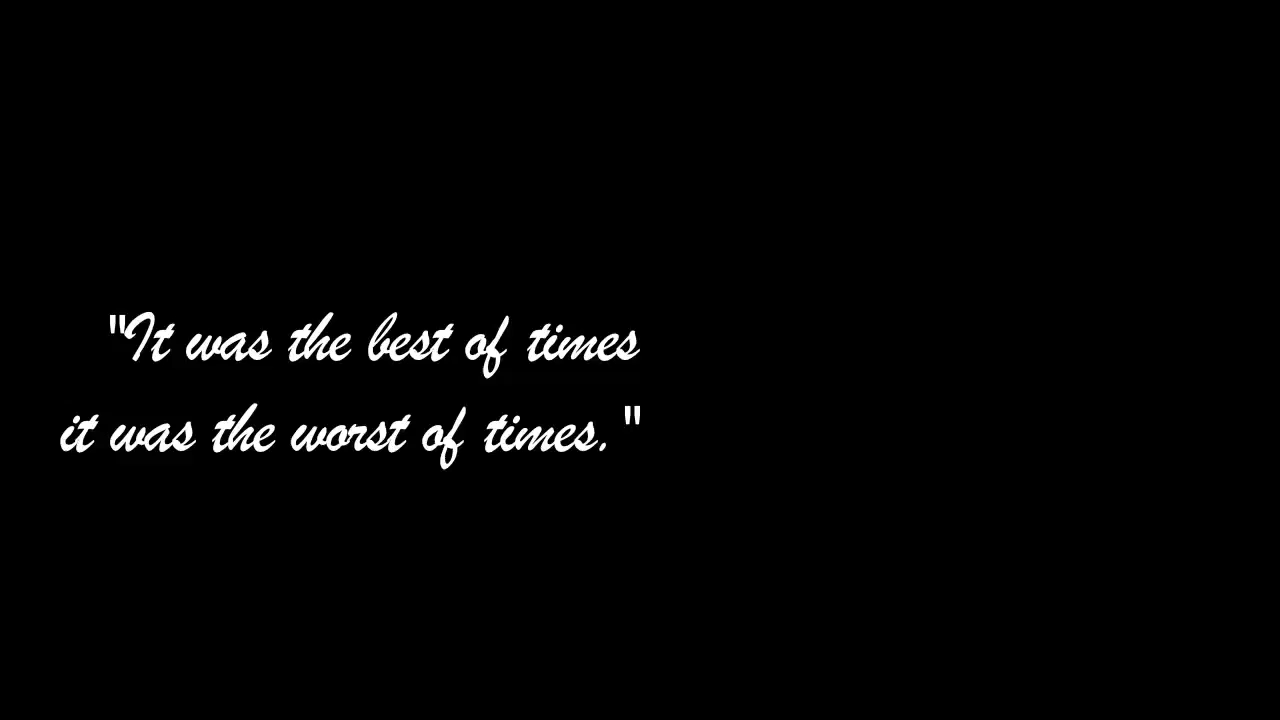 "It was the best of times
it was the worst of times."